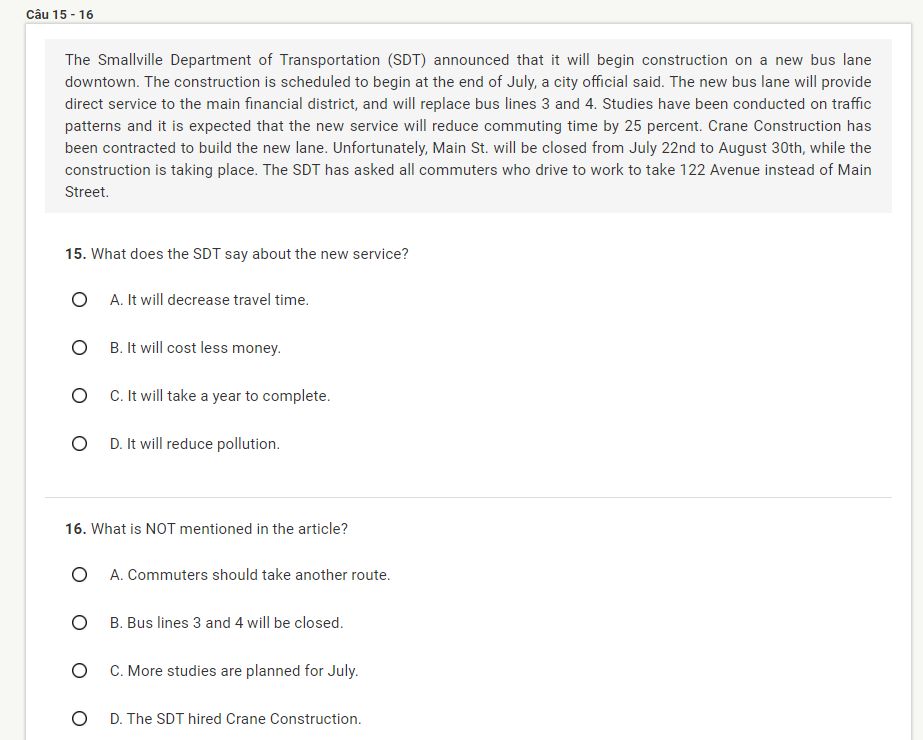 Câu 15 - 16
The Smallville Department of Transportation (SDT) announced that it will begin construction on a new bus lane
downtown. The construction is scheduled to begin at the end of July, a city official said. The new bus lane will provide
direct service to the main financial district, and will replace bus lines 3 and 4. Studies have been conducted on traffic
patterns and it is expected that the new service will reduce commuting time by 25 percent. Crane Construction has
been contracted to build the new lane. Unfortunately, Main St. will be closed from July 22nd to August 30th, while the
construction is taking place. The SDT has asked all commuters who drive to work to take 122 Avenue instead of Main
Street.
15. What does the SDT say about the new service?
A. It will decrease travel time.
B. It will cost less money.
C. It will take a year to complete.
D. It will reduce pollution.
16. What is NOT mentioned in the article?
A. Commuters should take another route.
B. Bus lines 3 and 4 will be closed.
C. More studies are planned for July.
D. The SDT hired Crane Construction.